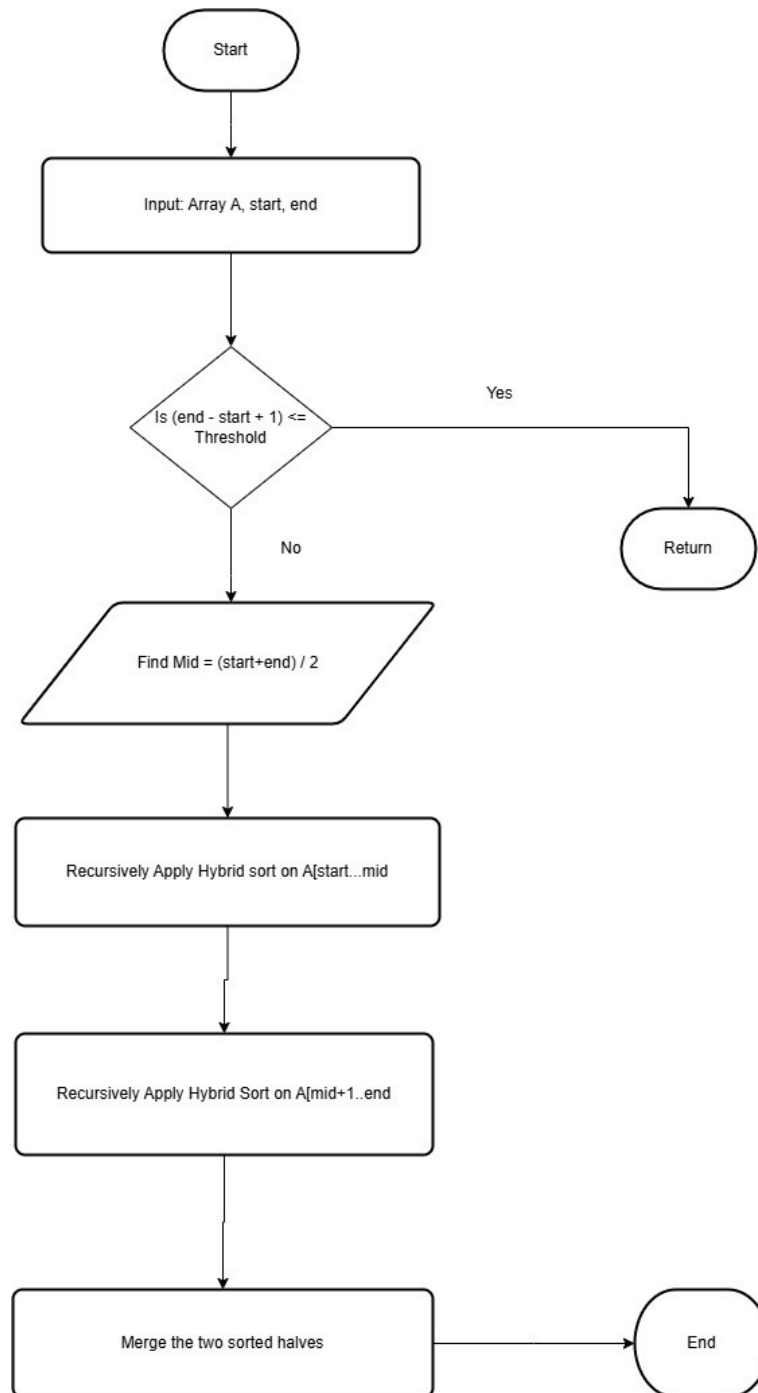 Start
Input: Array A, start, end
Is (end - start + 1) <=
Threshold
Yes
No
Return
Find Mid = (start+end) / 2
Recursively Apply Hybrid sort on A[start...mid
Recursively Apply Hybrid Sort on A[mid+1..end
Merge the two sorted halves
End